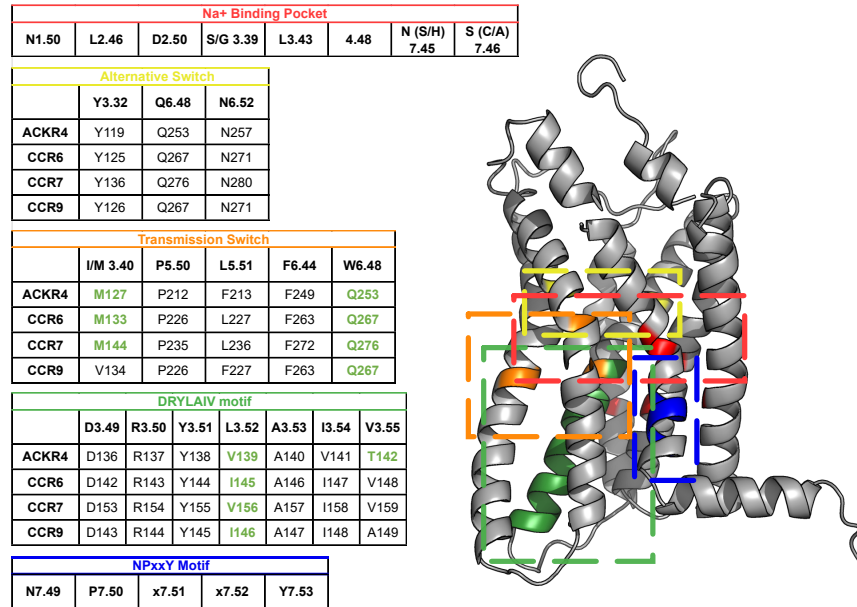 Na+ Binding Pocket
N1.50 L2.46 D2.50 S/G 3.39 L3.43 4.48 N (S/H) 7.45 S (C/A) 7.46
Alternative Switch
Y3.32 Q6.48 N6.52
ACKR4 Y119 Q253 N257
CCR6 Y125 Q267 N271
CCR7 Y136 Q276 N280
CCR9 Y126 Q267 N271
Transmission Switch
I/M 3.40 P5.50 L5.51 F6.44 W6.48
ACKR4 M127 P212 F213 F249 Q253
CCR6 M133 P226 L227 F263 Q267
CCR7 M144 P235 L236 F272 Q276
CCR9 V134 P226 F227 F263 Q267
DRYLAIV motif
D3.49 R3.50 Y3.51 L3.52 A3.53 I3.54 V3.55
ACKR4 D136 R137 Y138 V139 A140 V141 T142
CCR6 D142 R143 Y144 I145 A146 I147 V148
CCR7 D153 R154 Y155 V156 A157 I158 V159
CCR9 D143 R144 Y145 I146 A147 I148 A149
NPxxY Motif
N7.49 P7.50 x7.51 x7.52 Y7.53